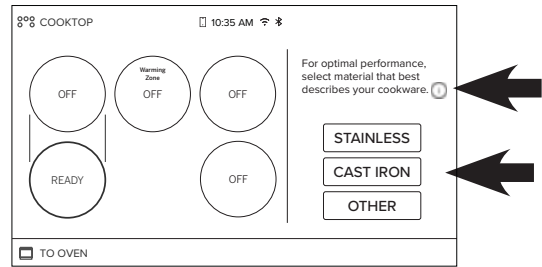 COOKTOP
10:35 AM
OFF
Warming
Zone
OFF
OFF
READY
OFF
For optimal performance,
select material that best
describes your cookware. i
STAINLESS
CAST IRON
OTHER
TO OVEN